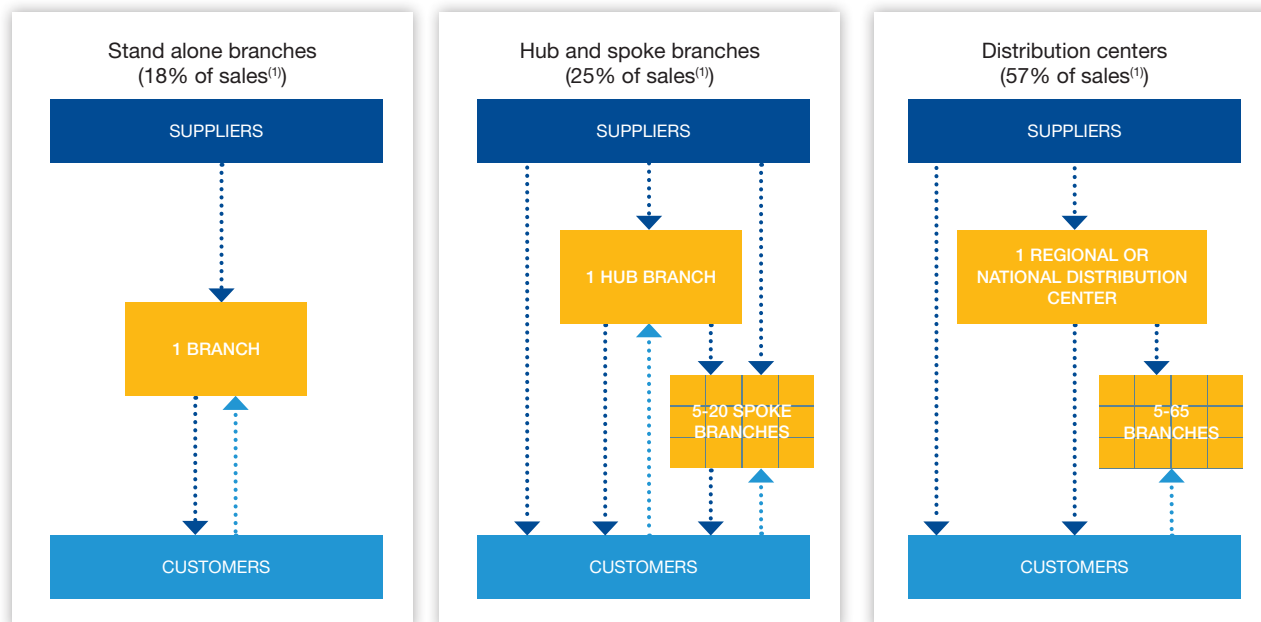 Stand alone branches
(18% of sales(1))
SUPPLIERS
1 BRANCH
CUSTOMERS
Hub and spoke branches
(25% of sales(1))
SUPPLIERS
1 HUB BRANCH
5-20 SPOKE
BRANCHES
CUSTOMERS
Distribution centers
(57% of sales(1))
SUPPLIERS
1 REGIONAL OR
NATIONAL DISTRIBUTION
CENTER
5-65
BRANCHES
CUSTOMERS